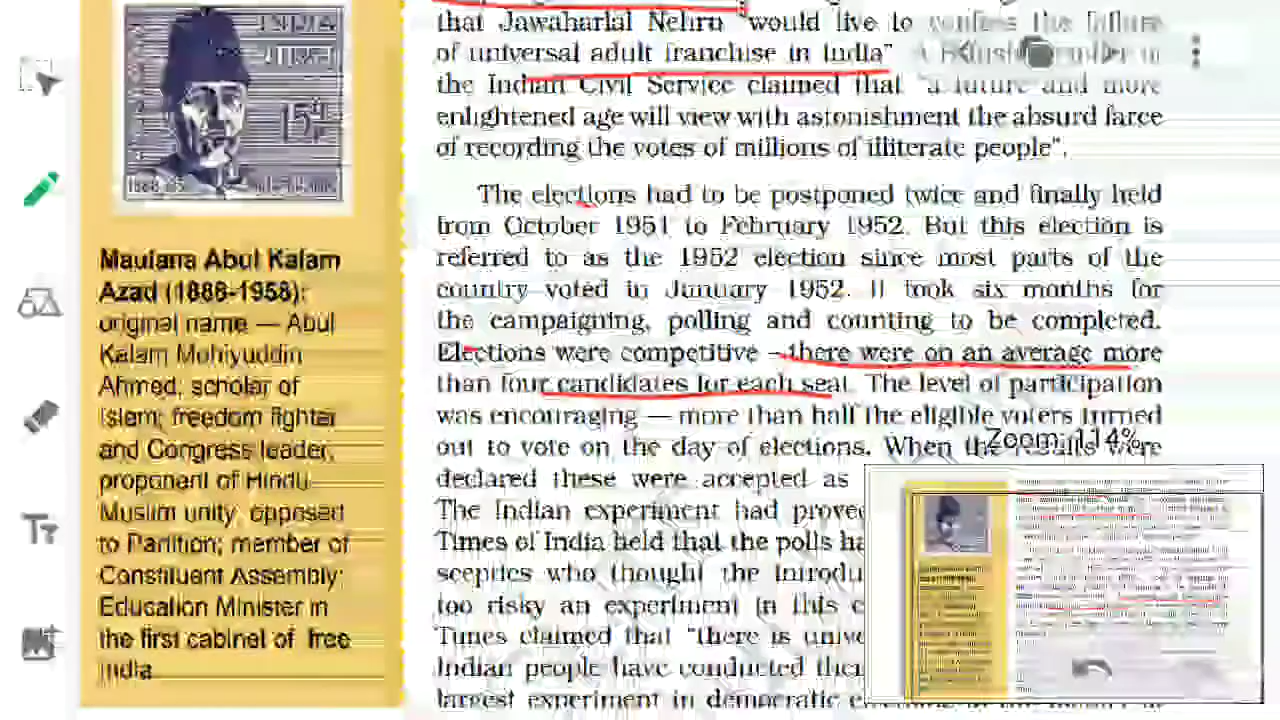 INDIA
15
Maulana Abul Kalam
Azad (1888-1958):
original name — Abul
Kalam Mohiyuddin
Ahmed; scholar of
Islam; freedom fighter
and Congress leader;
proponent of Hindu-
Muslim unity; opposed
to Partition; member of
Constituent Assembly;
Education Minister in
the first cabinet of free
India
that Jawaharlal Nehru "would live to confess the failure
of universal adult franchise in India"
the Indian Civil Service claimed that "a future and more
enlightened age will view with astonishment the absurd farce
of recording the votes of millions of illiterate people".
The elections had to be postponed twice and finally held
from October 1951 to February 1952. But this election is
referred to as the 1952 election since most parts of the
country voted in January 1952. It took six months for
the campaigning, polling and counting to be completed.
Elections were competitive – there were on an average more
than four candidates for each seat. The level of participation
was encouraging — more than half the eligible voters turned
out to vote on the day of elections. When the results were
declared these were accepted as
The Indian experiment had prove
Times of India held that the polls ha
sceptics who thought the introdu
too risky an experiment in this c
Times claimed that "there is unive
Indian people have conducted
largest experiment in democratic
Zoom: 114%